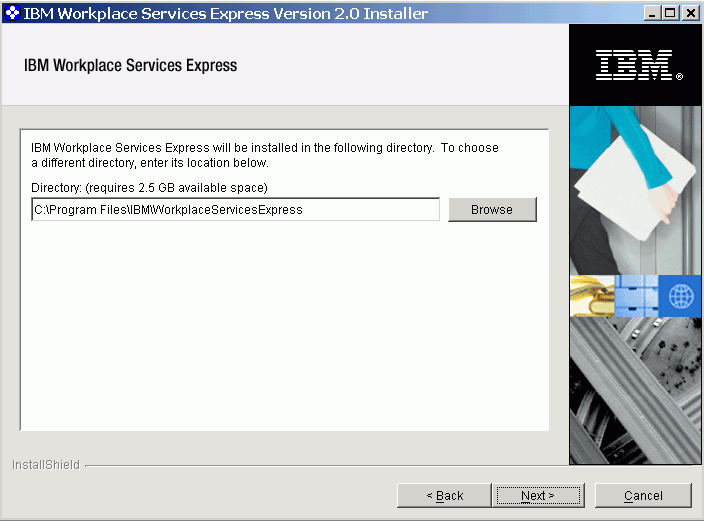 IBM Workplace Services Express Version 2.0 Installer
IBM Workplace Services Express
IBM®
IBM Workplace Services Express will be installed in the following directory. To choose
a different directory, enter its location below.
Directory: (requires 2.5 GB available space)
C:\Program Files\IBM\WorkplaceServicesExpress
Browse
InstallShield
< Back
Next >
Cancel